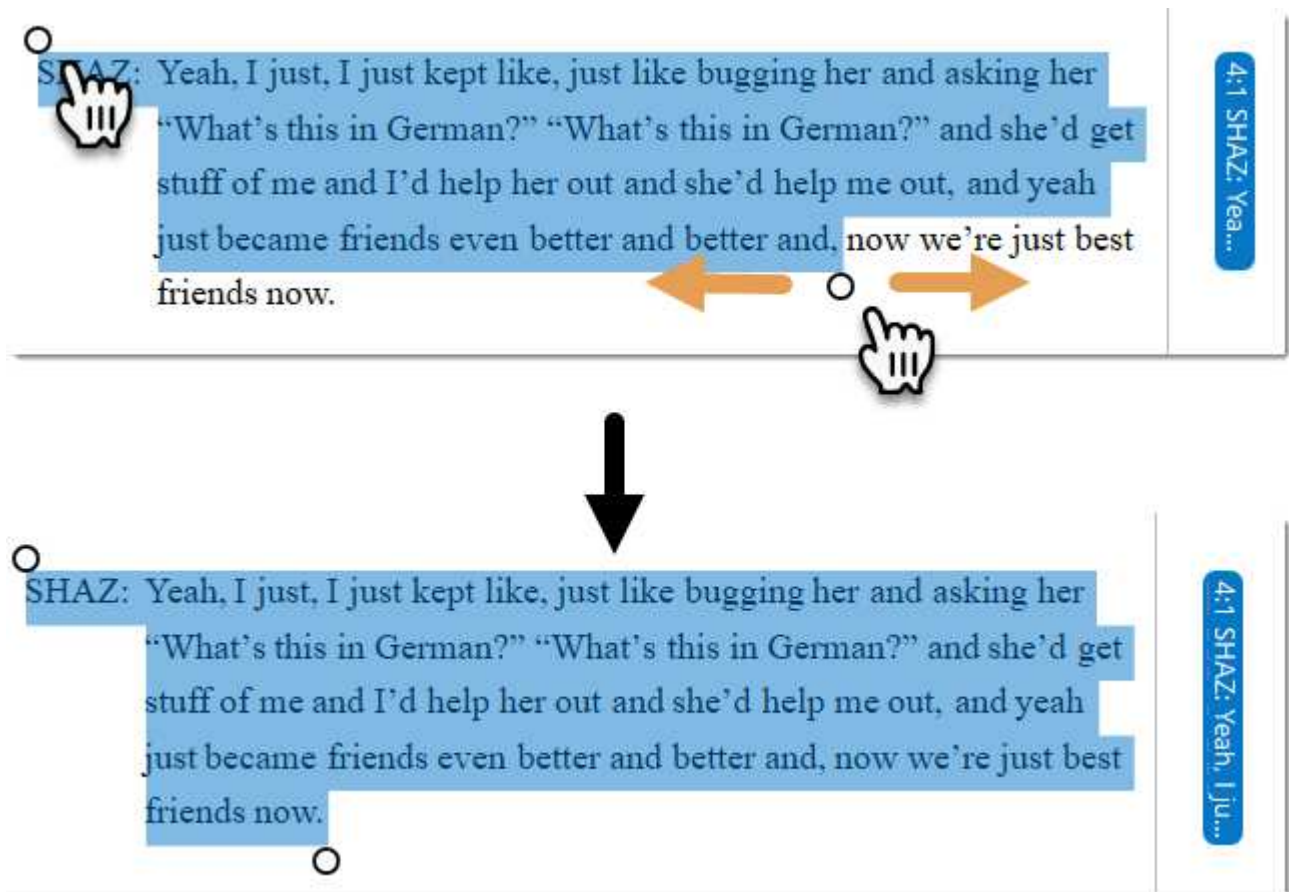 SHAZ: Yeah, I just, I just kept like, just like bugging her and asking her
“What’s this in German?” “What’s this in German?” and she’d get
stuff of me and I’d help her out and she’d help me out, and yeah
just became friends even better and better and, now we’re just best
friends now.
4:1 SHAZ: Yea...
SHAZ: Yeah, I just, I just kept like, just like bugging her and asking her
“What’s this in German?” “What’s this in German?” and she’d get
stuff of me and I’d help her out and she’d help me out, and yeah
just became friends even better and better and, now we’re just best
friends now.
4:1 SHAZ: Yeah, I ju...